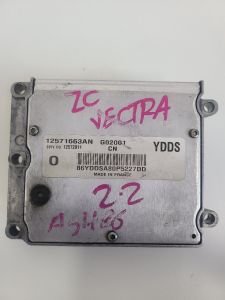 ZC
VECTRA
12571663AN G02061
CN
YDDS
O
86YDDSA80P5227DD
MADE IN FRANCE
2.2